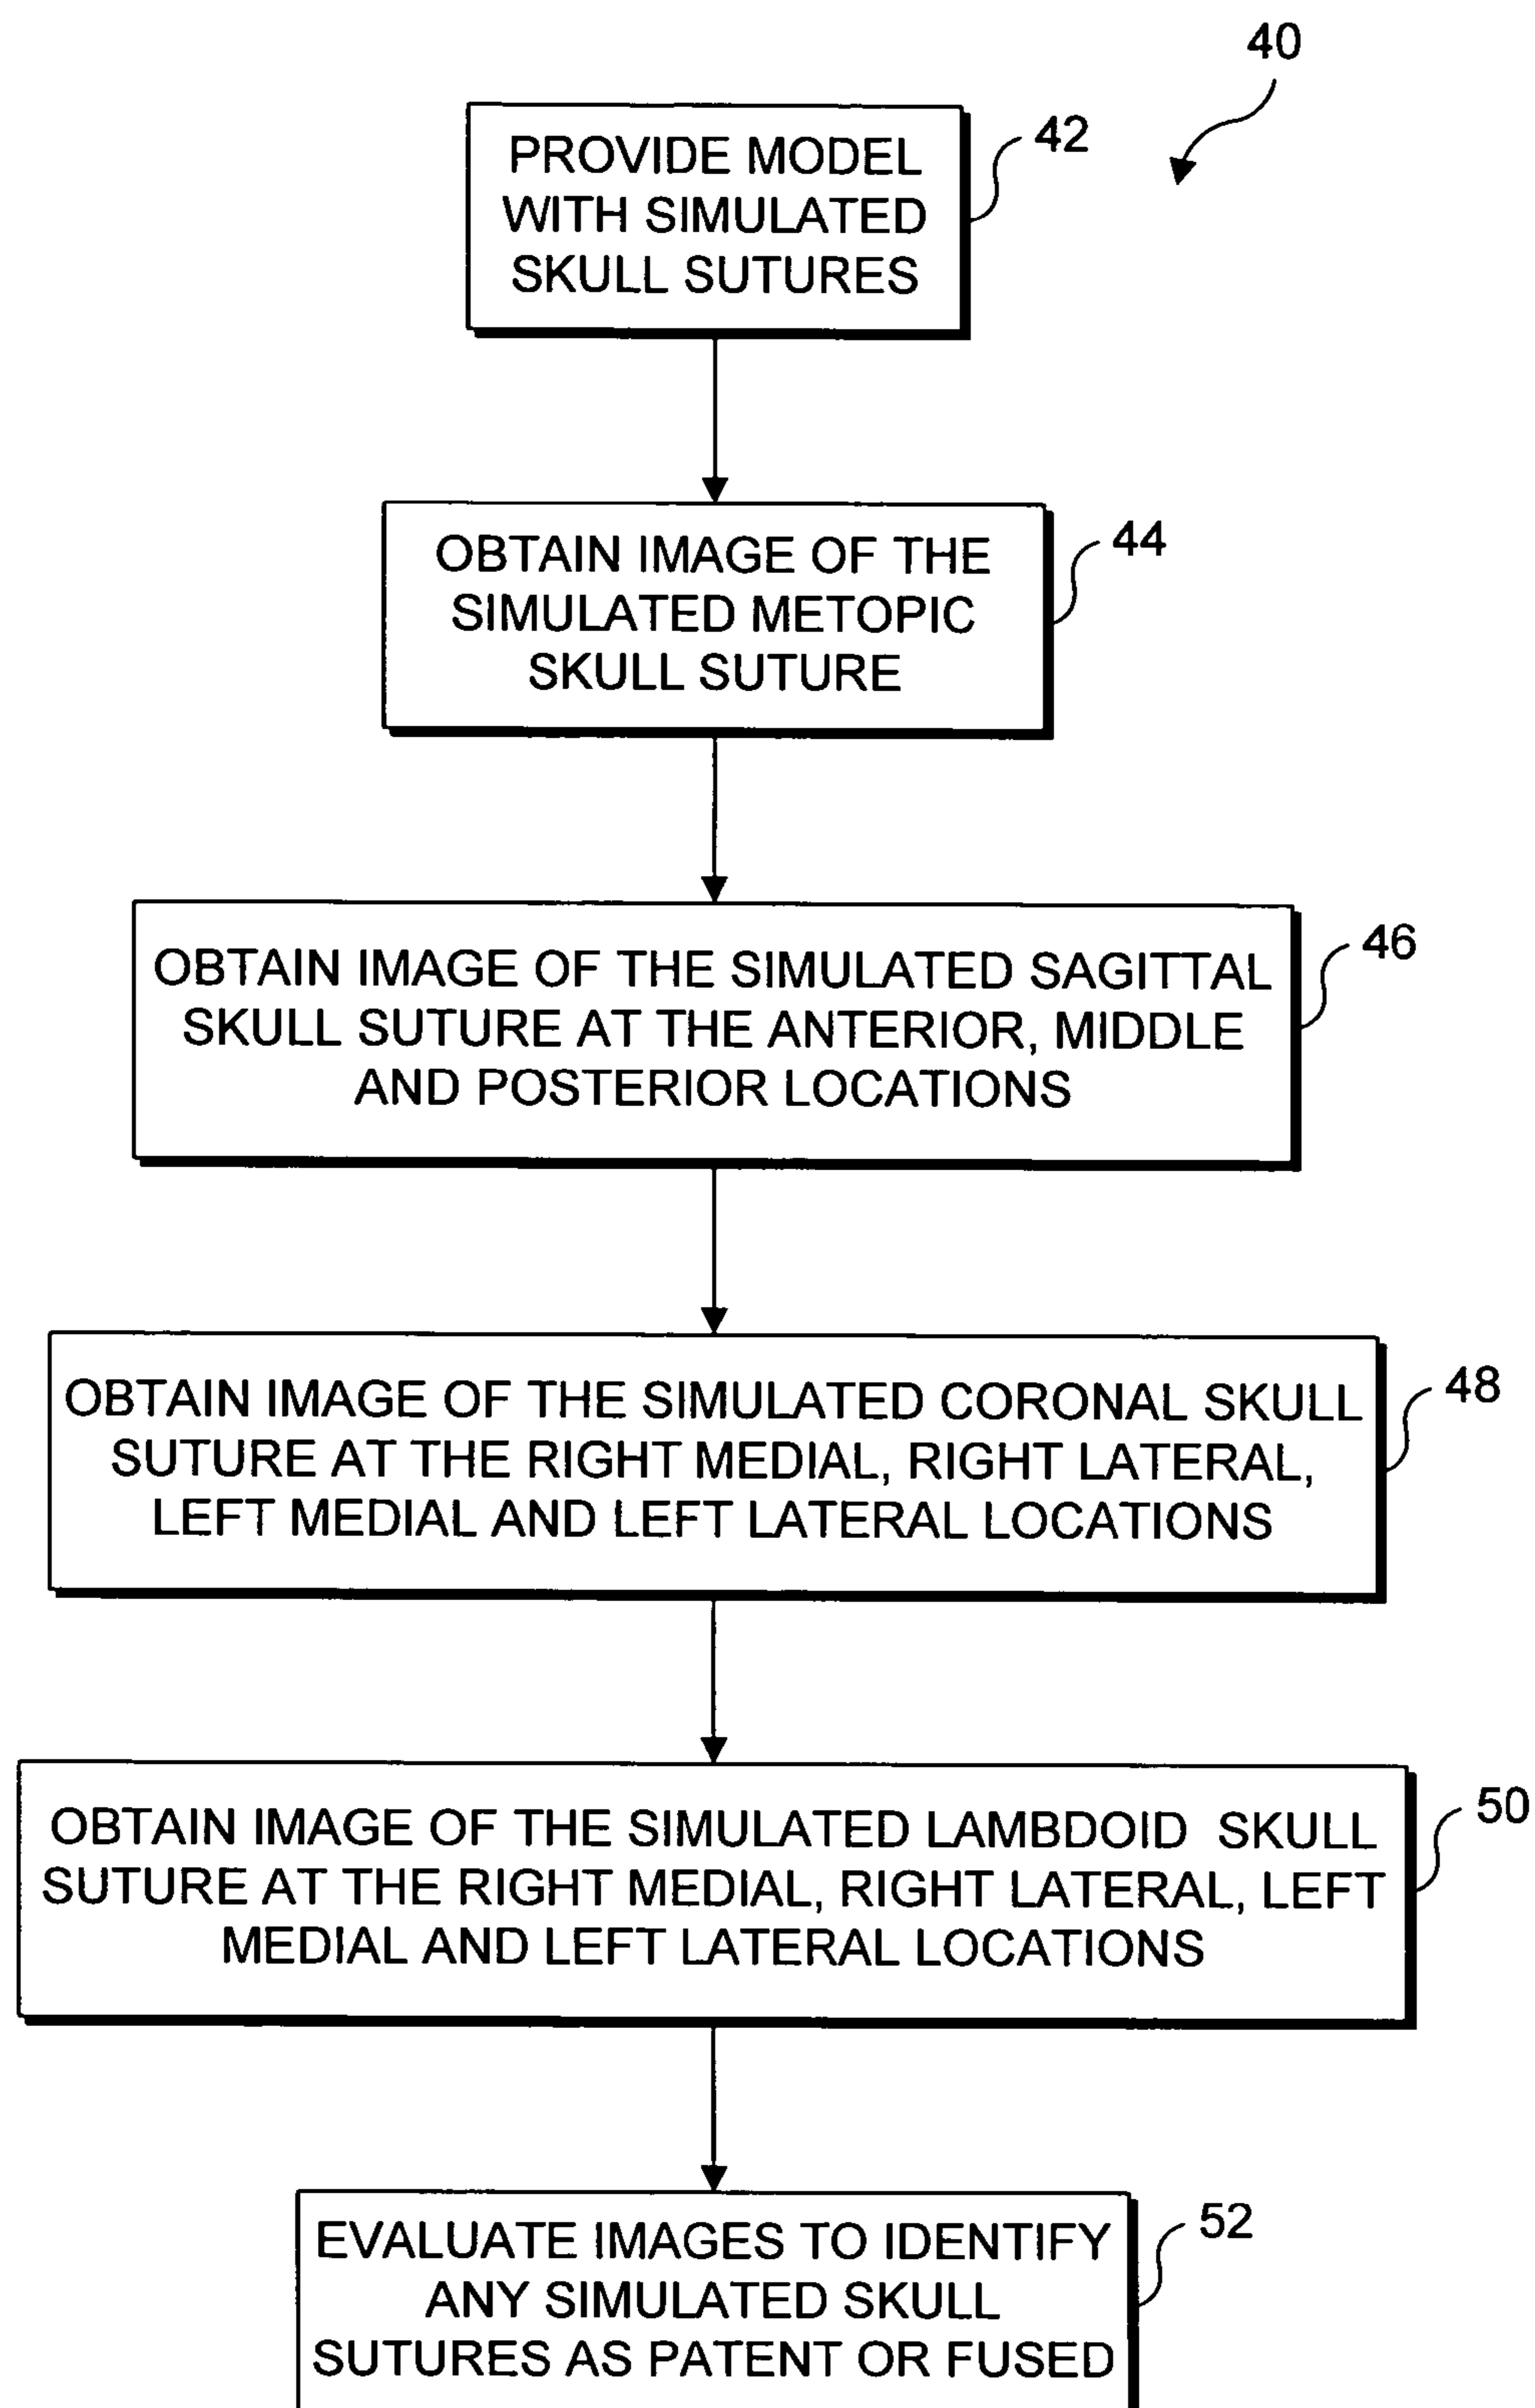 40
PROVIDE MODEL
WITH SIMULATED
SKULL SUTURES
42
OBTAIN IMAGE OF THE
SIMULATED METOPIC
SKULL SUTURE
44
OBTAIN IMAGE OF THE SIMULATED SAGITTAL
SKULL SUTURE AT THE ANTERIOR, MIDDLE
AND POSTERIOR LOCATIONS
46
OBTAIN IMAGE OF THE SIMULATED CORONAL SKULL
SUTURE AT THE RIGHT MEDIAL, RIGHT LATERAL,
LEFT MEDIAL AND LEFT LATERAL LOCATIONS
48
OBTAIN IMAGE OF THE SIMULATED LAMBDOID SKULL
SUTURE AT THE RIGHT MEDIAL, RIGHT LATERAL, LEFT
MEDIAL AND LEFT LATERAL LOCATIONS
50
EVALUATE IMAGES TO IDENTIFY
ANY SIMULATED SKULL
SUTURES AS PATENT OR FUSED
52